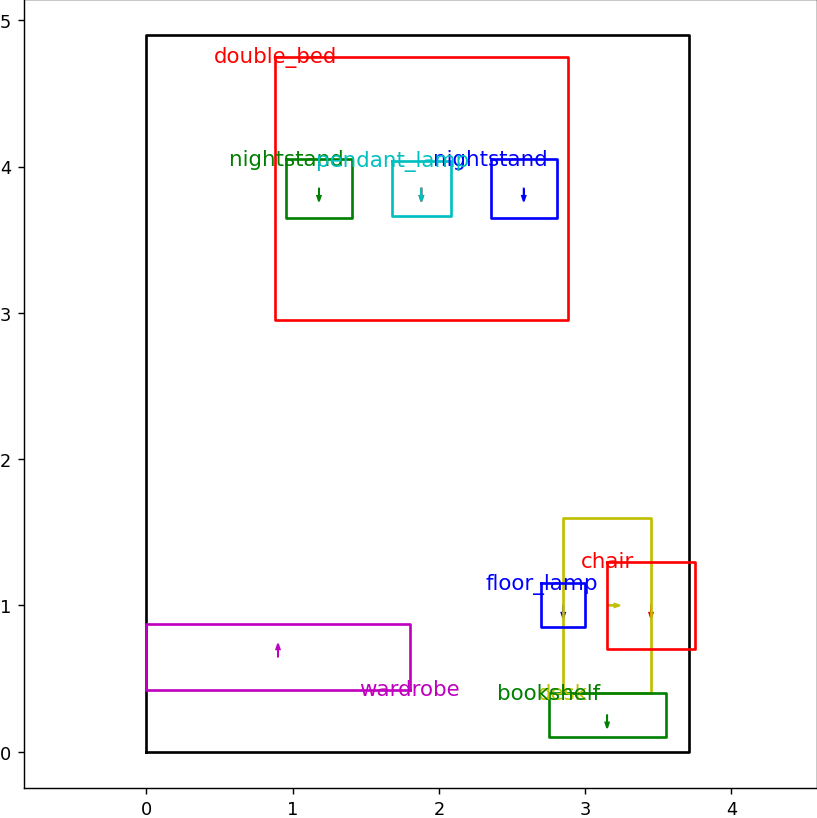 5
double_bed
nightstand
pendant_lamp
nightstand
4
3
2
chair
floor_lamp
1
wardrobe
bookshelf
desk
0
0
1
2
3
4